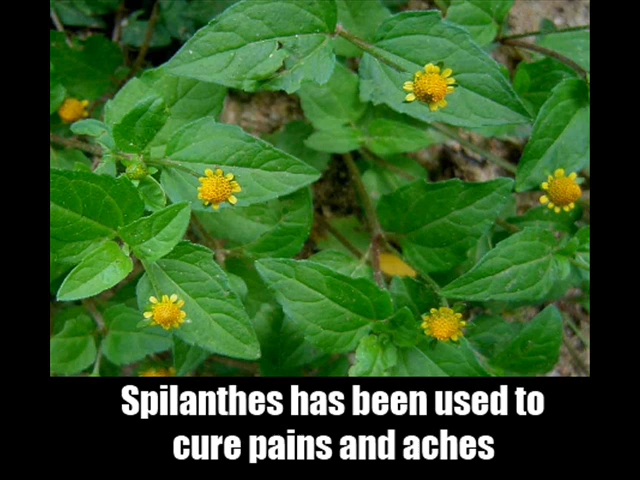 Spilanthes has been used to
cure pains and aches